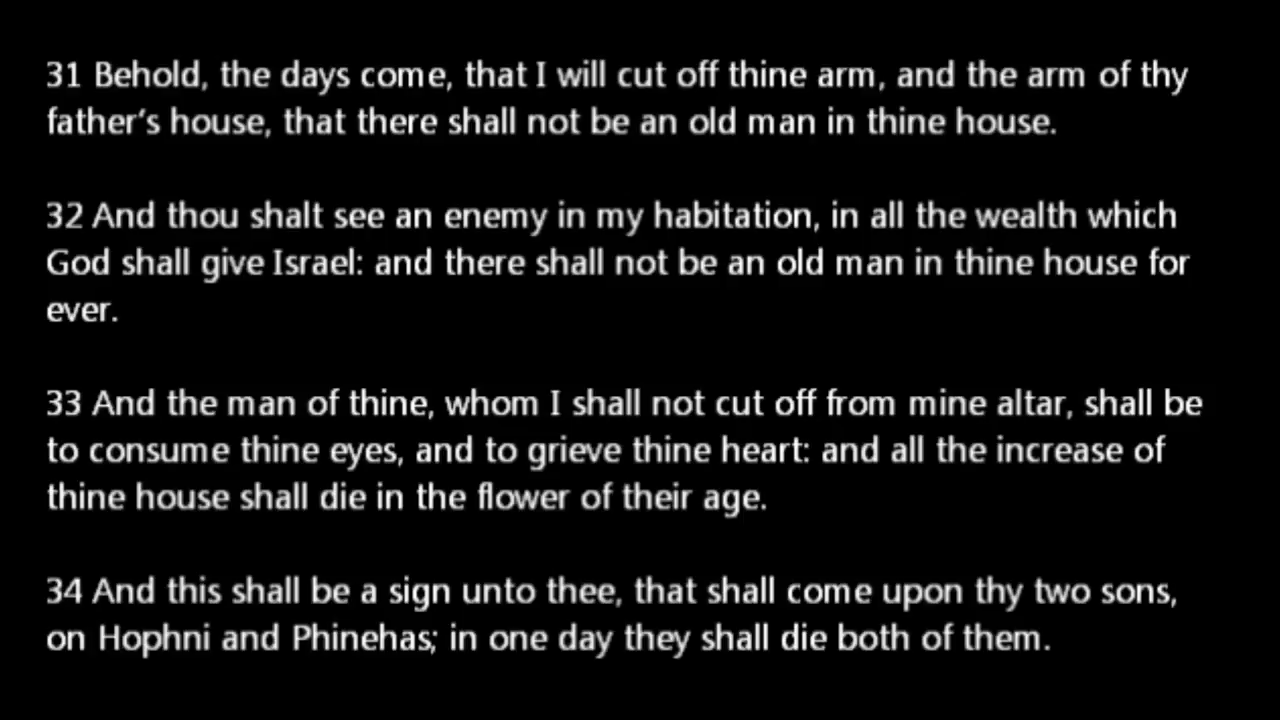 31 Behold, the days come, that I will cut off thine arm, and the arm of thy
father's house, that there shall not be an old man in thine house.
32 And thou shalt see an enemy in my habitation, in all the wealth which
God shall give Israel: and there shall not be an old man in thine house for
ever.
33 And the man of thine, whom I shall not cut off from mine altar, shall be
to consume thine eyes, and to grieve thine heart: and all the increase of
thine house shall die in the flower of their age.
34 And this shall be a sign unto thee, that shall come upon thy two sons,
on Hophni and Phinehas; in one day they shall die both of them.